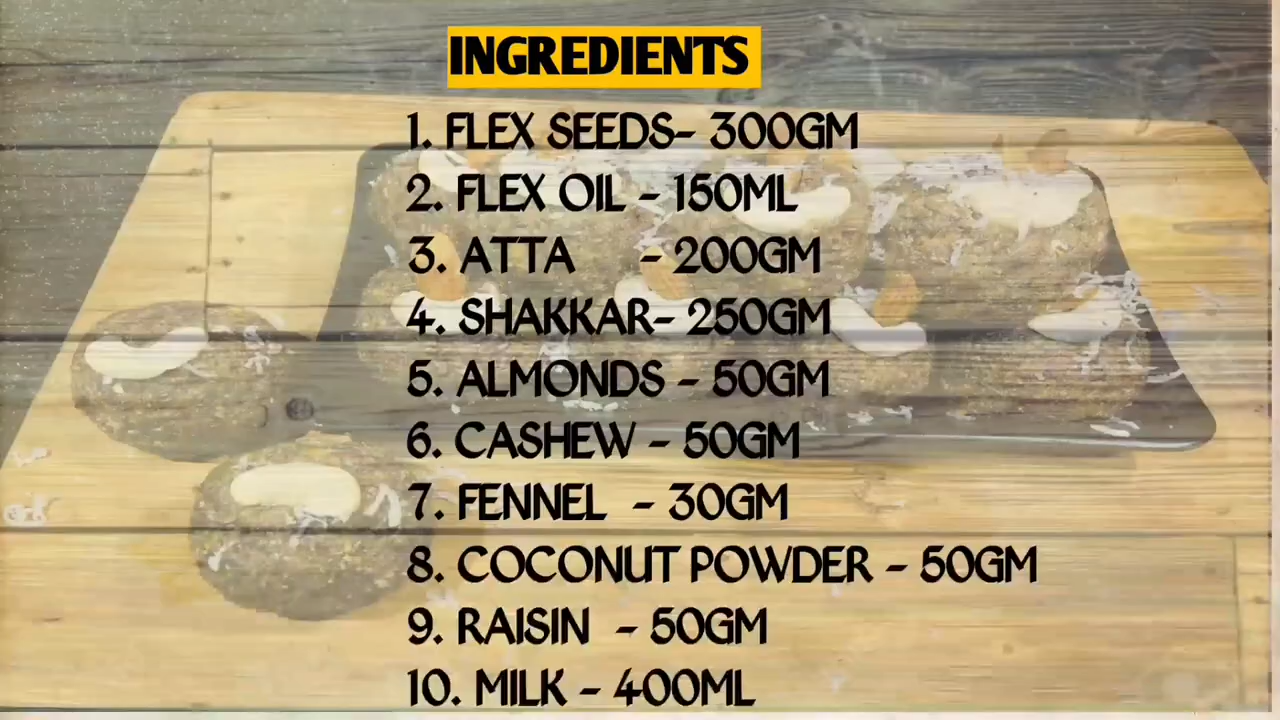 INGREDIENTS
1. FLEX SEEDS- 300GM
2. FLEX OIL - 150ML
3. ATTA - 200GM
4. SHAKKAR- 250GM
5. ALMONDS - 50GM
6. CASHEW - 50GM
7. FENNEL - 30GM
8. COCONUT POWDER - 50GM
9. RAISIN - 50GM
10. MILK - 400ML